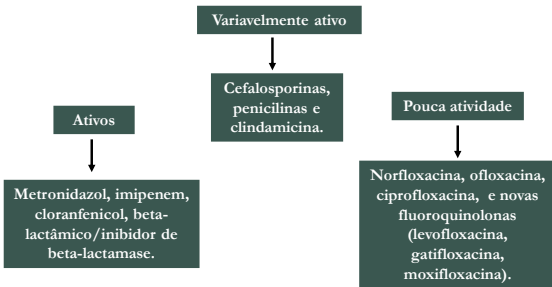 Variavelmente ativo
Cefalosporinas,
penicilinas e
clindamicina.
Ativos
Metronidazol, imipenem,
cloranfenicol, beta-
lactâmico/inibidor de
beta-lactamase.
Pouca atividade
Norfloxacina, ofloxacina,
ciprofloxacina, e novas
fluoroquinolonas
(levofloxacina,
gatifloxacina,
moxifloxacina).